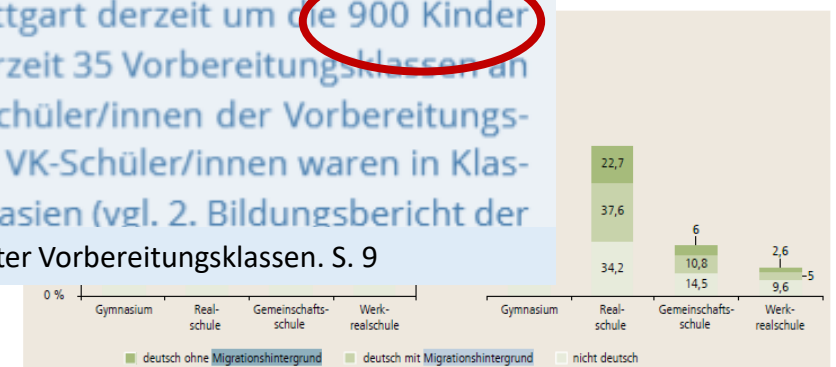 ttgart derzeit um die 900 Kinder
rzeit 35 Vorbereitungsklassen an
chüler/innen der Vorbereitungs-
VK-Schüler/innen waren in Klas-
asien (vgl. 2. Bildungsbericht der
ter Vorbereitungsklassen. S. 9
22,7
37,6
34,2
6
10,8
14,5
2,6
5
9,6
0 %
Gymnasium
Real-
schule
Gemeinschafts-
schule
Werk-
realschule
Gymnasium
Real-
schule
Gemeinschafts-
schule
Werk-
realschule
deutsch ohne Migrationshintergrund
deutsch mit Migrationshintergrund
nicht deutsch